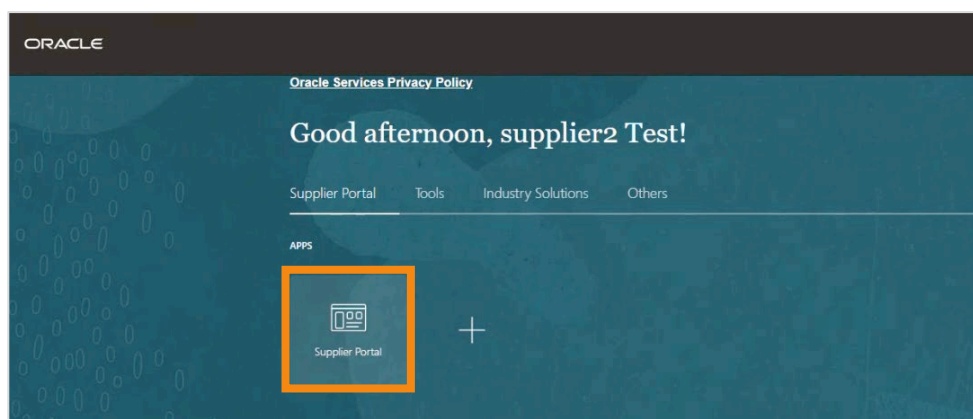 ORACLE
Oracle Services Privacy Policy
Good afternoon, supplier2 Test!
Supplier Portal Tools Industry Solutions Others
APPS
Supplier Portal